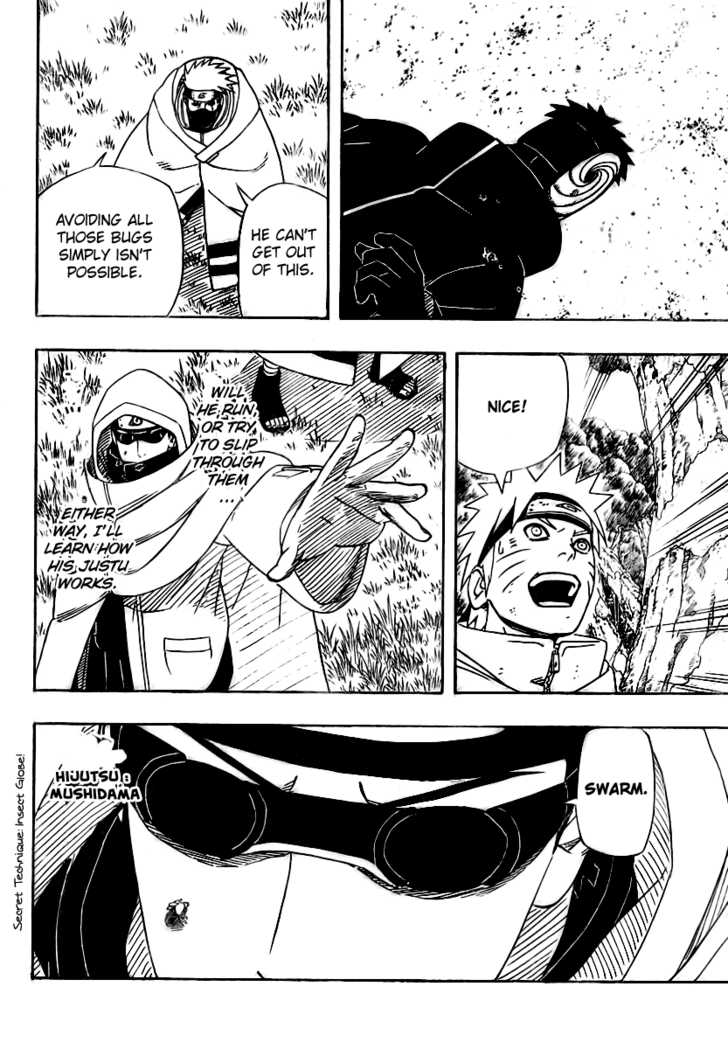 HE CAN'T
GET OUT
OF THIS.
AVOIDING ALL
THOSE BUGS
SIMPLY ISN'T
POSSIBLE.
NICE!
WILL
HE RUN,
OR TRY
TO SLIP
THROUGH
THEM
...
EITHER
WAY, I'LL
LEARN HOW
HIS JUSTU
WORKS.
SWARM.
HIJUTSU :
MUSHIDAMA
Secret Technique: Insect Globe!